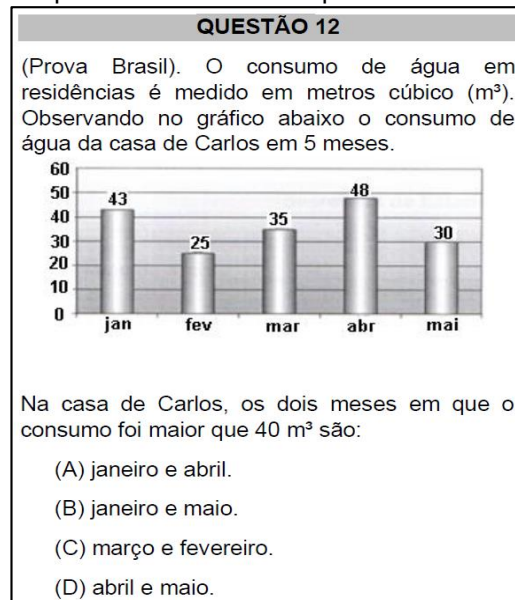 QUESTÃO 12
(Prova Brasil). O consumo de água em
residências é medido em metros cúbico (m³).
Observando no gráfico abaixo o consumo de
água da casa de Carlos em 5 meses.
60
50
40
30
20
10
0
43
25
35
48
30
jan fev mar abr mai
Na casa de Carlos, os dois meses em que o
consumo foi maior que 40 m³ são:
(A) janeiro e abril.
(B) janeiro e maio.
(C) março e fevereiro.
(D) abril e maio.